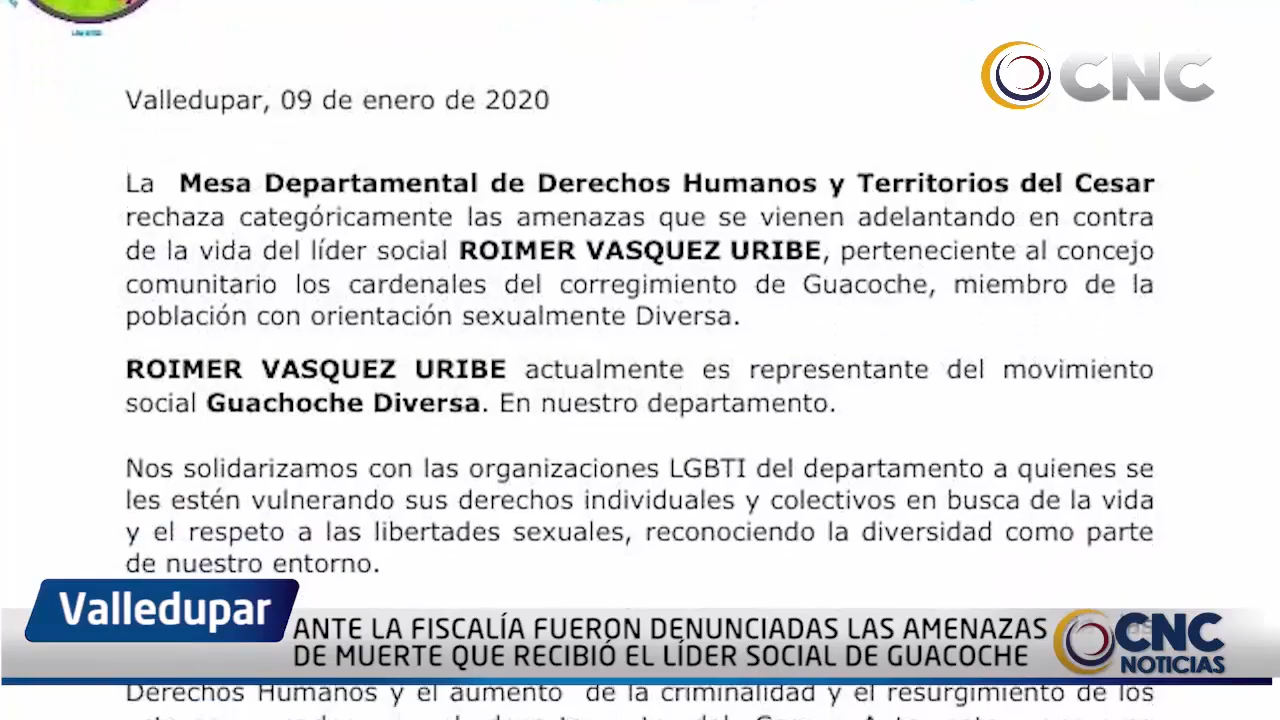 CNC
Valledupar, 09 de enero de 2020
La Mesa Departamental de Derechos Humanos y Territorios del Cesar
rechaza categóricamente las amenazas que se vienen adelantando en contra
de la vida del líder social ROIMER VASQUEZ URIBE, perteneciente al concejo
comunitario los cardenales del corregimiento de Guacoche, miembro de la
población con orientación sexualmente Diversa.
ROIMER VASQUEZ URIBE actualmente es representante del movimiento
social Guachoche Diversa. En nuestro departamento.
Nos solidarizamos con las organizaciones LGBTI del departamento a quienes se
les estén vulnerando sus derechos individuales y colectivos en busca de la vida
y el respeto a las libertades sexuales, reconociendo la diversidad como parte
de nuestro entorno.
Valledupar
ANTE LA FISCALÍA FUERON DENUNCIADAS LAS AMENAZAS
DE MUERTE QUE RECIBIÓ EL LÍDER SOCIAL DE GUACOCHE
CNC
NOTICIAS
Derechos Humanos y el aumento de la criminalidad y el resurgimiento de los